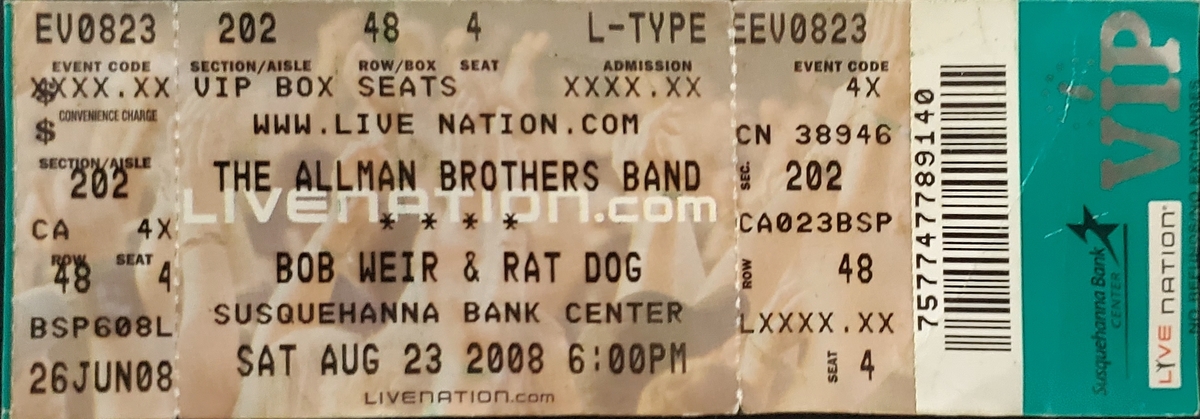 EV0823 202 48 4 L-TYPE EEV0823
EVENT CODE SECTION/AISLE ROW/BOX SEAT ADMISSION EVENT CODE
XXXX.XX VIP BOX SEATS XXXX.XX 4X
$ CONVENIENCE CHARGE
WWW.LIVE NATION.COM
CN 38946
SECTION/AISLE
202
THE ALLMAN BROTHERS BAND
SEC. 202
LIVENATION.com
CA 4X
* * * *
CA023BSP
ROW SEAT
48 4
BOB WEIR & RAT DOG
ROW 48
BSP608L
SUSQUEHANNA BANK CENTER
LXXXX.XX
26JUN08
SAT AUG 23 2008 6:00PM
SEAT 4
LIVENATION.com
757747789140
VIP
Susquehanna Bank
CENTER
LIVE NATION